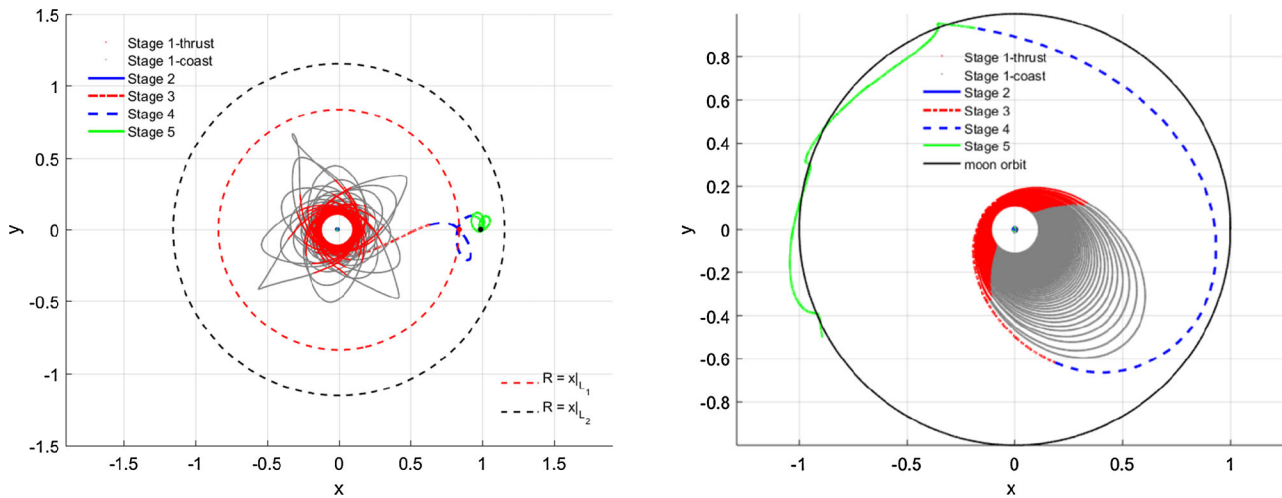 1.5
1
0.5
0
-0.5
-1
-1.5
y
-1.5
-1
-0.5
0
0.5
1
1.5
x
Stage 1-thrust
Stage 1-coast
Stage 2
Stage 3
Stage 4
Stage 5
R = x|L1
R = x|L2
0.8
0.6
0.4
0.2
0
-0.2
-0.4
-0.6
-0.8
y
-1
-0.5
0
0.5
1
x
Stage 1-thrust
Stage 1-coast
Stage 2
Stage 3
Stage 4
Stage 5
moon orbit